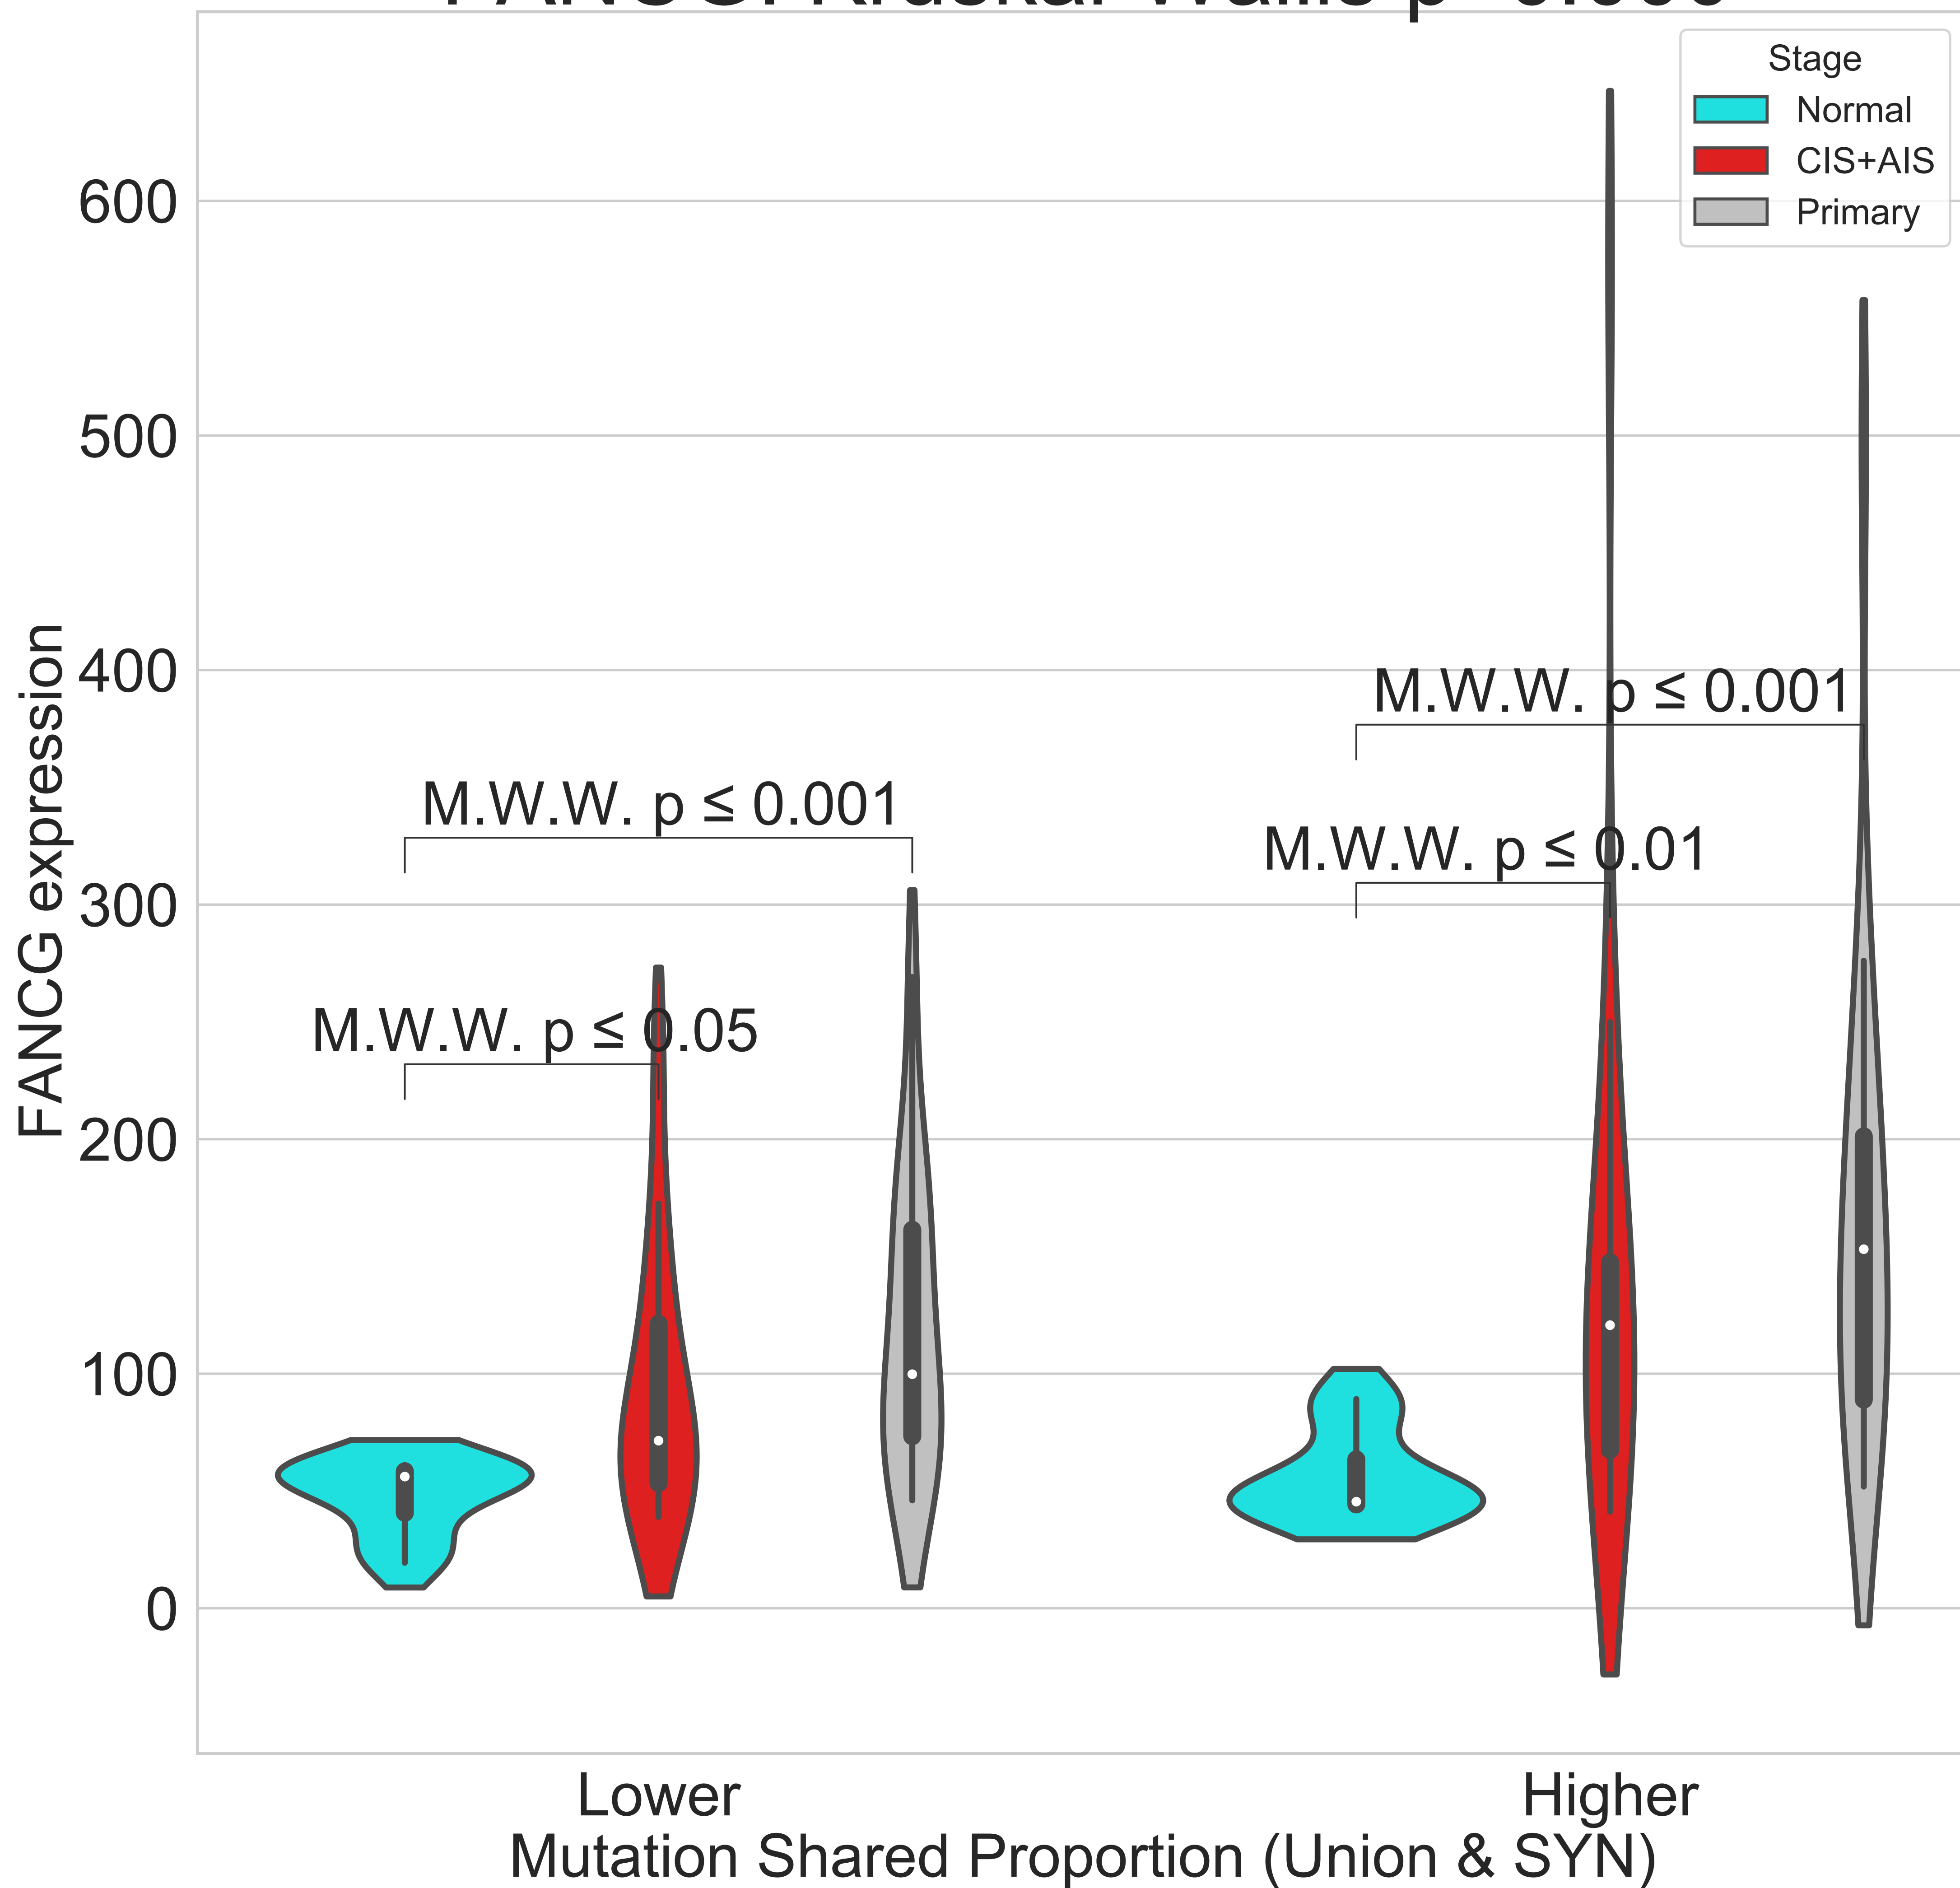 Stage
Normal
CIS+AIS
Primary
600
500
400
300
200
100
0
FANCG expression
M.W.W. p ≤ 0.001
M.W.W. p ≤ 0.001
M.W.W. p ≤ 0.01
M.W.W. p ≤ 0.05
Lower
Higher
Mutation Shared Proportion (Union & SYN)